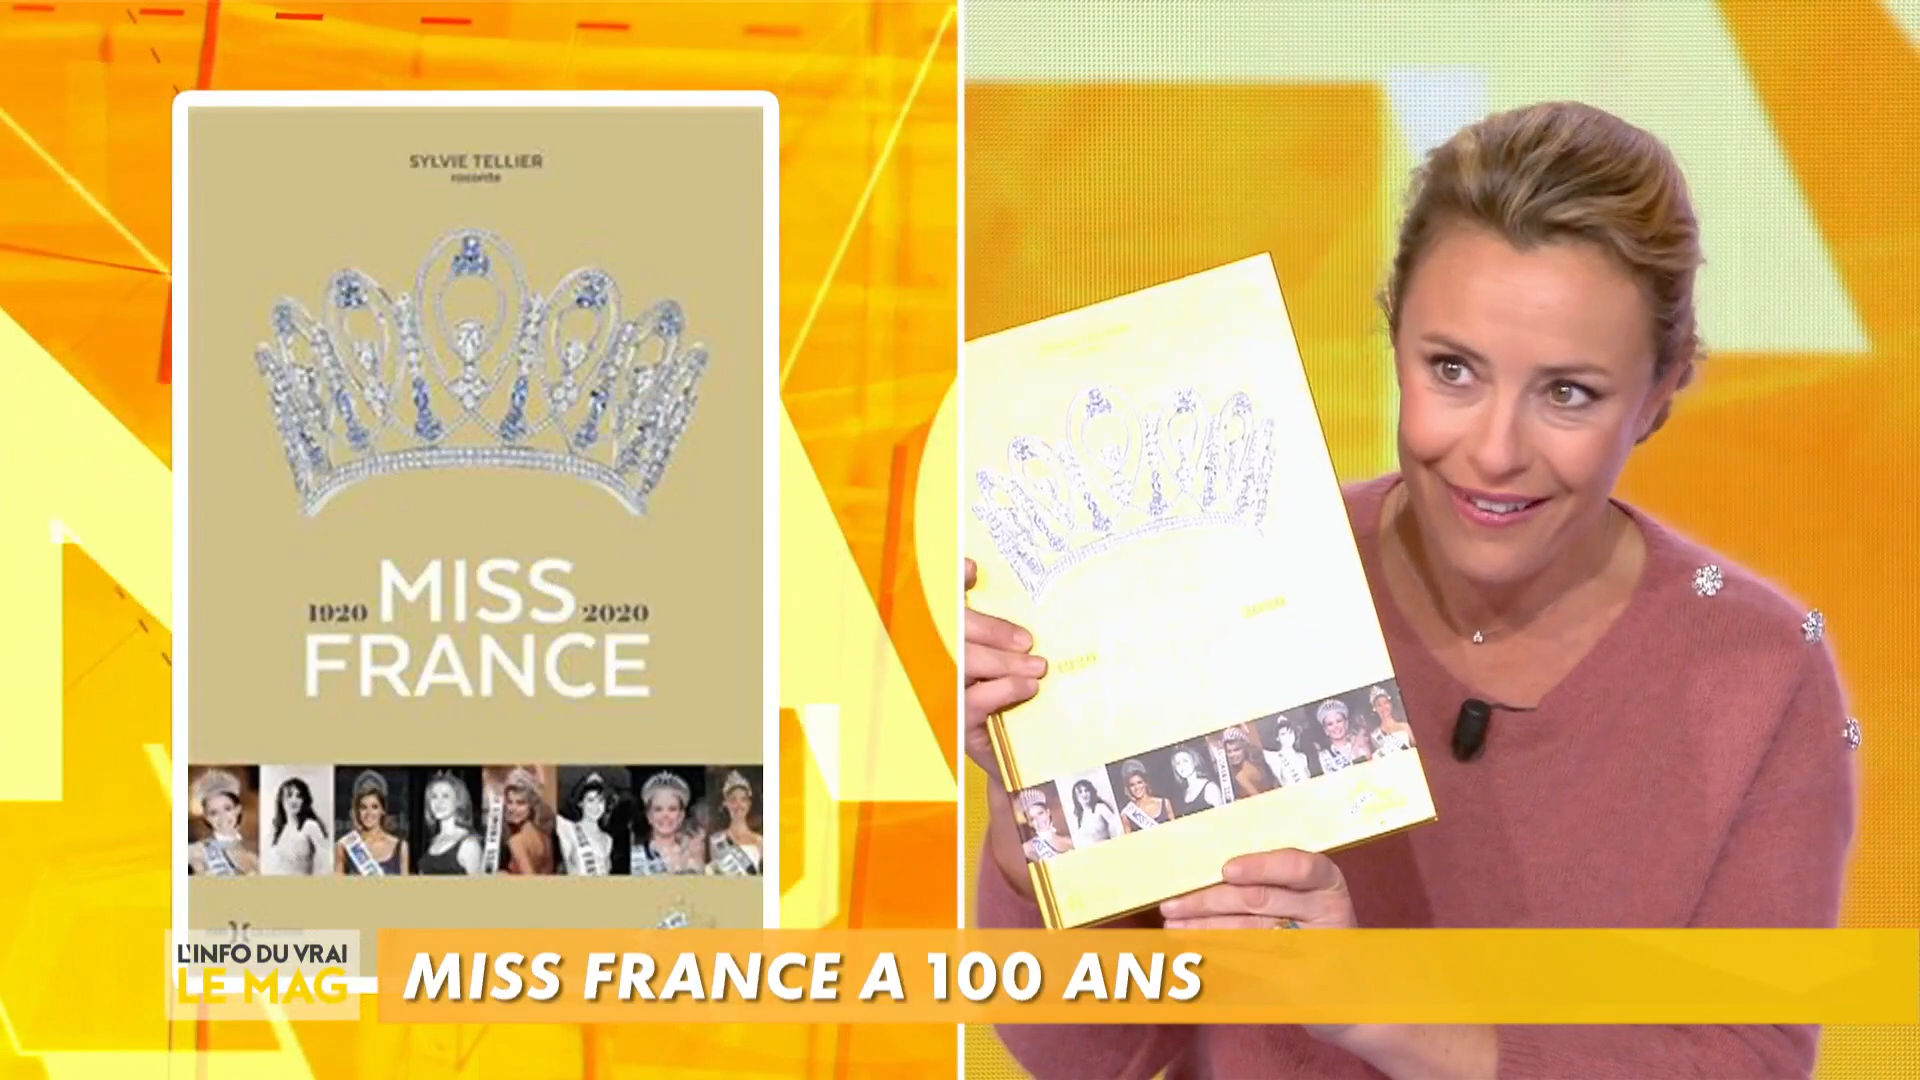 SYLVIE TELLIER
raconte
1920 MISS 2020
FRANCE
L'INFO DU VRAI
LE MAG
MISS FRANCE A 100 ANS